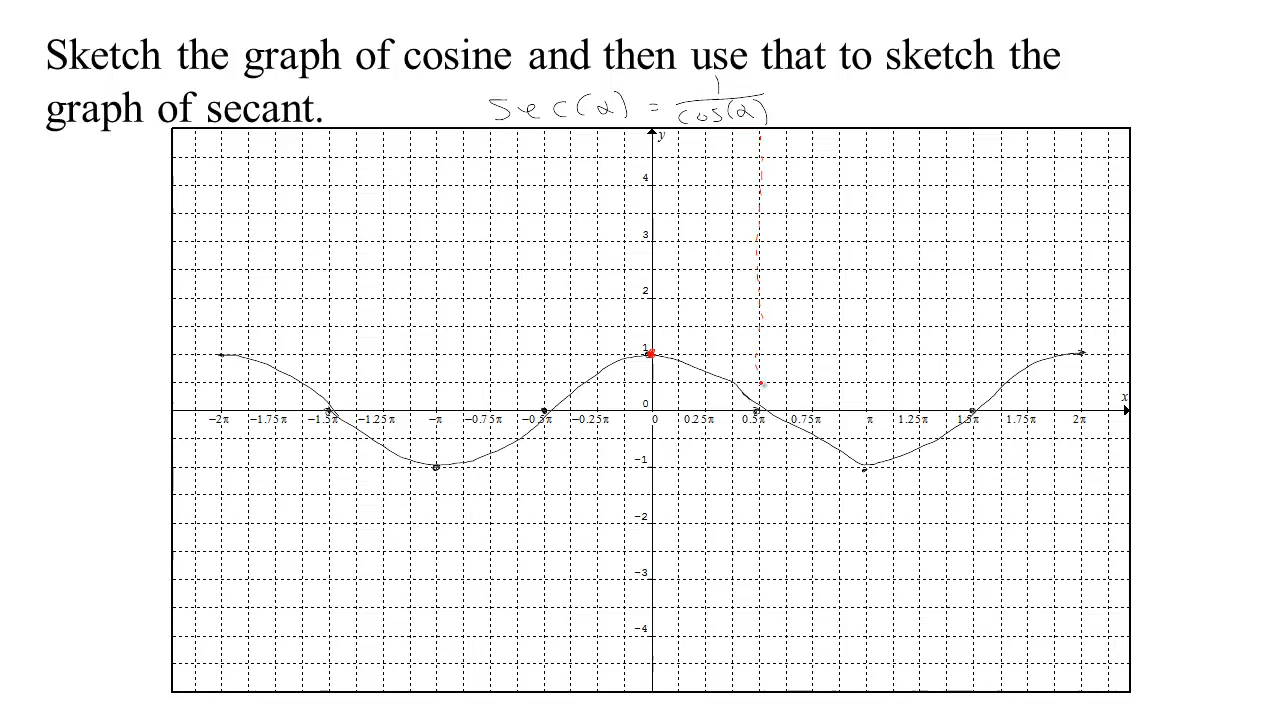 Sketch the graph of cosine and then use that to sketch the
graph of secant.
sec(α) = 1/cos(α)
y
4
3
2
1
0
x
−2π −1.75π −1.5π −1.25π −π −0.75π −0.5π −0.25π 0 0.25π 0.5π 0.75π π 1.25π 1.5π 1.75π 2π
−1
−2
−3
−4